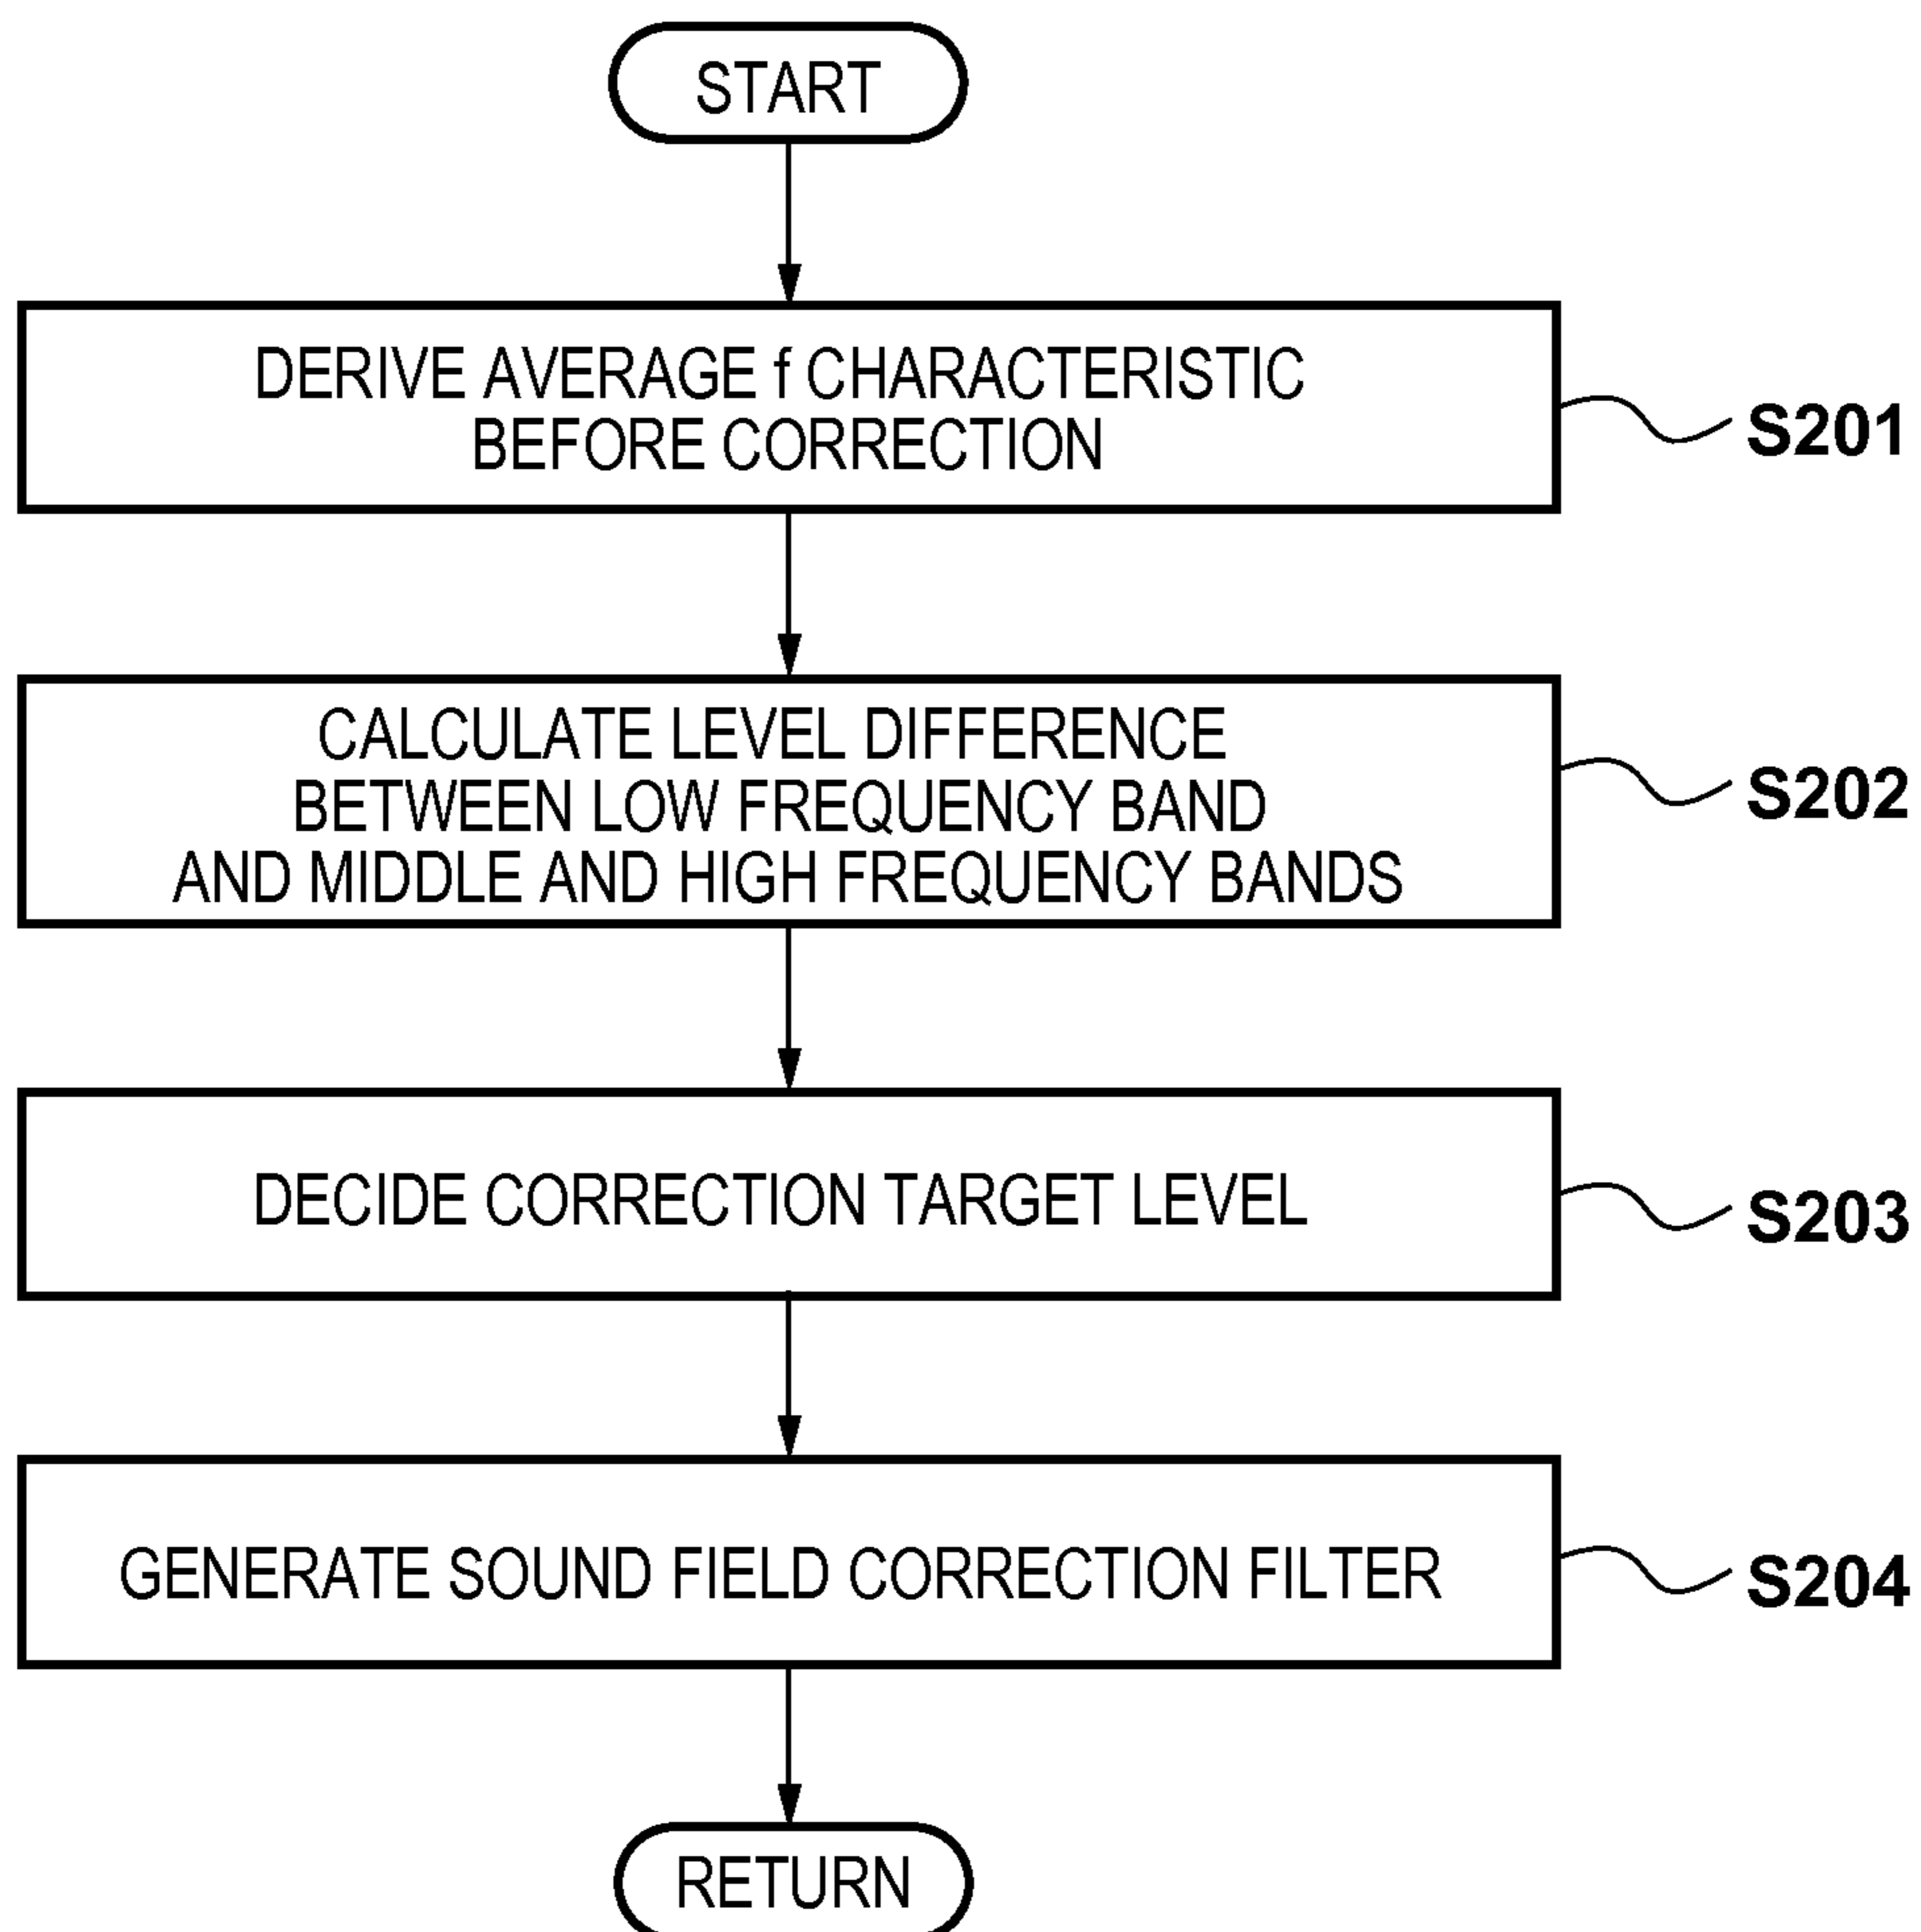 START
DERIVE AVERAGE f CHARACTERISTIC
BEFORE CORRECTION
S201
CALCULATE LEVEL DIFFERENCE
BETWEEN LOW FREQUENCY BAND
AND MIDDLE AND HIGH FREQUENCY BANDS
S202
DECIDE CORRECTION TARGET LEVEL
S203
GENERATE SOUND FIELD CORRECTION FILTER
S204
RETURN